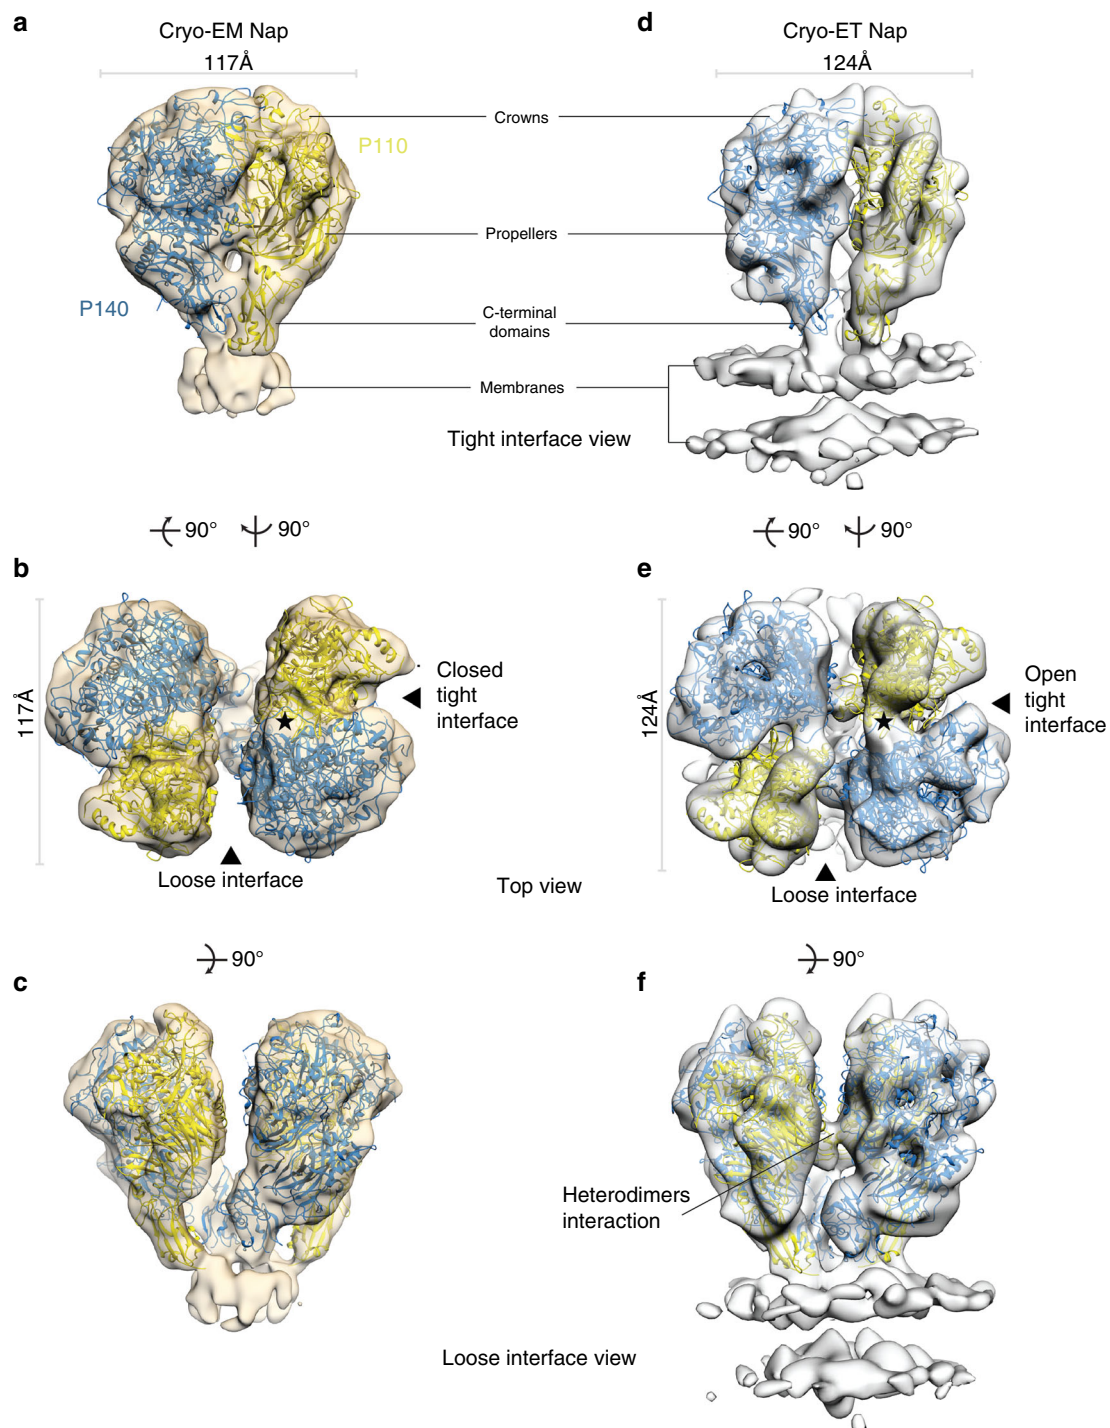 a
Cryo-EM Nap
117Å
d
Cryo-ET Nap
124Å
Crowns
P110
Propellers
P140
C-terminal
domains
Membranes
Tight interface view
90°
90°
90°
90°
b
117Å
Closed
tight
interface
Loose interface
e
124Å
Open
tight
interface
Loose interface
Top view
90°
90°
c
f
Heterodimers
interaction
Loose interface view